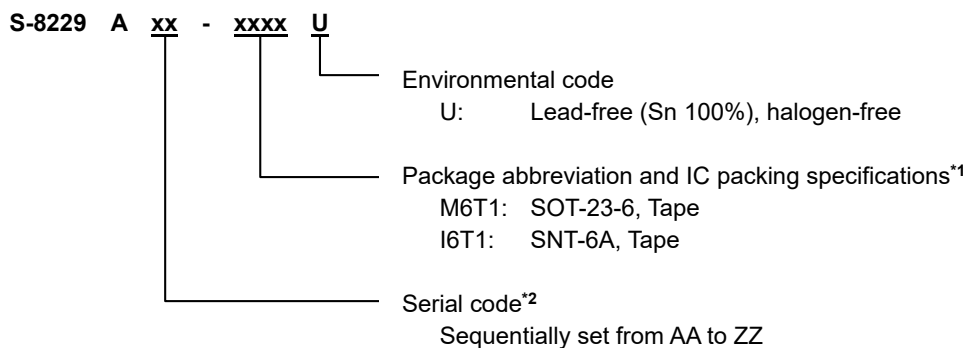 S-8229 A xx - xxxx U
Environmental code
U: Lead-free (Sn 100%), halogen-free
Package abbreviation and IC packing specifications*1
M6T1: SOT-23-6, Tape
I6T1: SNT-6A, Tape
Serial code*2
Sequentially set from AA to ZZ